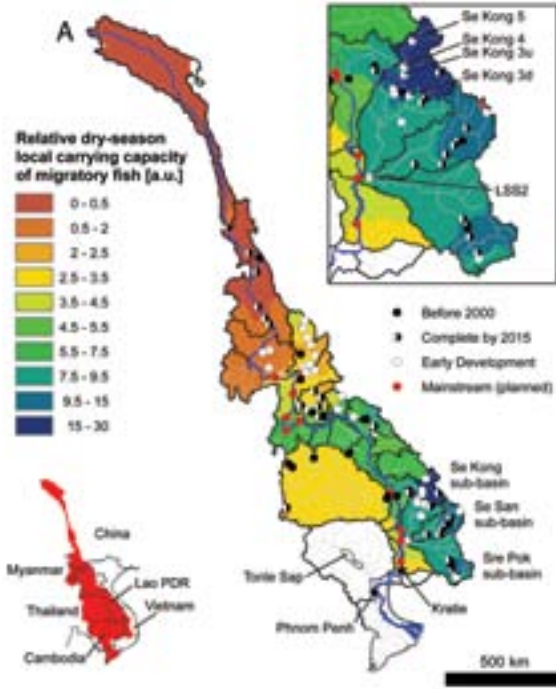 A
Se Kong 5
Se Kong 4
Se Kong 3u
Se Kong 3d
LSS2
Relative dry-season
local carrying capacity
of migratory fish [a.u.]
0 - 0.5
0.5 - 2
2 - 2.5
2.5 - 3.5
3.5 - 4.5
4.5 - 5.5
5.5 - 7.5
7.5 - 9.5
9.5 - 15
15 - 30
Before 2000
Complete by 2015
Early Development
Mainstream (planned)
Se Kong
sub-basin
Se San
sub-basin
Sre Pok
sub-basin
Tonle Sap
Kratie
Phnom Penh
China
Myanmar
Lao PDR
Thailand
Vietnam
Cambodia
500 km